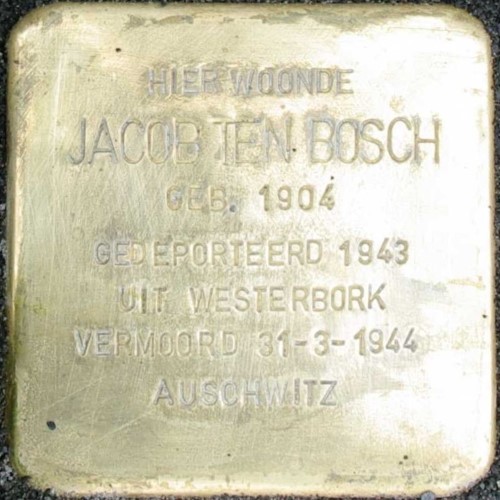 HIER WOONDE
JACOB TEN BOSCH
GEB. 1904
GEDEPORTEERD 1943
UIT WESTERBORK
VERMOORD 31-3-1944
AUSCHWITZ